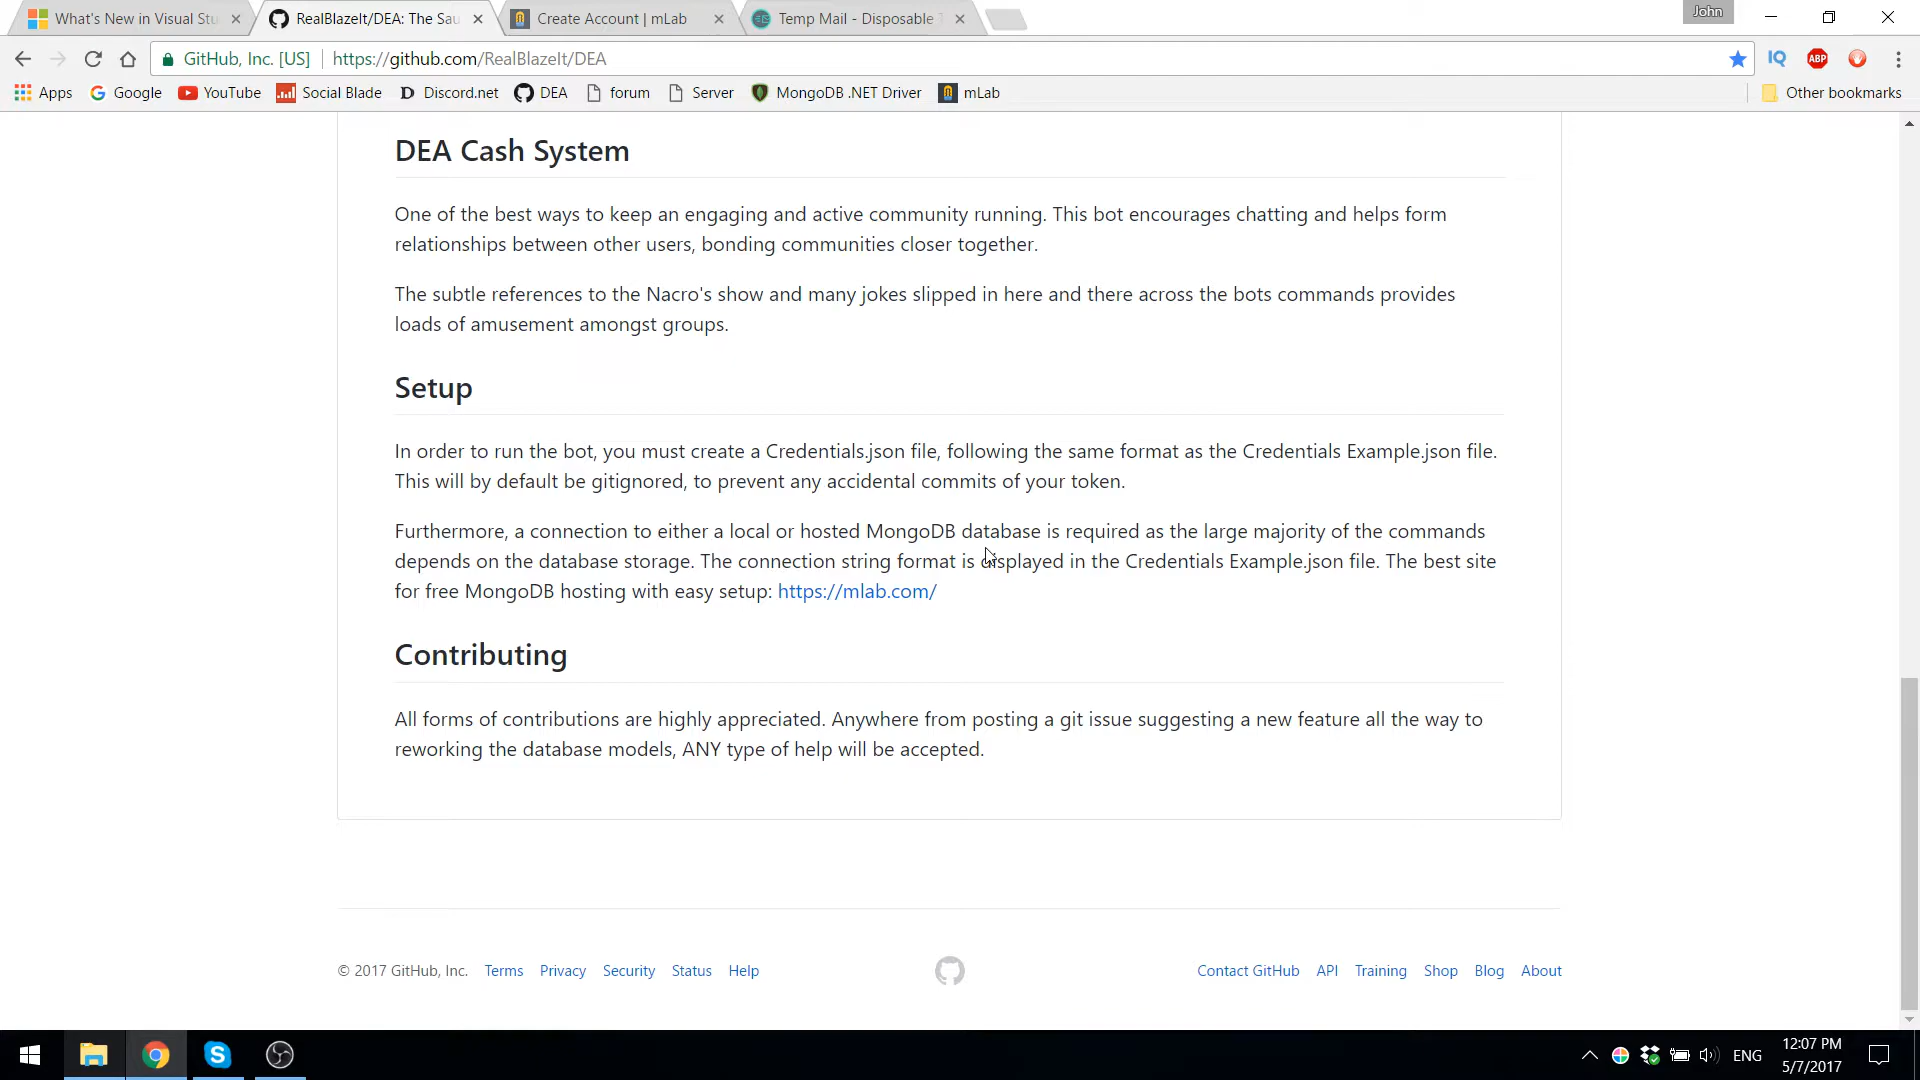 What's New in Visual Stu
RealBlazeIt/DEA: The Sau
Create Account | mLab
Temp Mail - Disposable T
John
GitHub, Inc. [US]
https://github.com/RealBlazeIt/DEA
IQ
ABP
Apps
Google
YouTube
Social Blade
Discord.net
DEA
forum
Server
MongoDB .NET Driver
mLab
Other bookmarks
DEA Cash System
One of the best ways to keep an engaging and active community running. This bot encourages chatting and helps form
relationships between other users, bonding communities closer together.
The subtle references to the Nacro's show and many jokes slipped in here and there across the bots commands provides
loads of amusement amongst groups.
Setup
In order to run the bot, you must create a Credentials.json file, following the same format as the Credentials Example.json file.
This will by default be gitignored, to prevent any accidental commits of your token.
Furthermore, a connection to either a local or hosted MongoDB database is required as the large majority of the commands
depends on the database storage. The connection string format is displayed in the Credentials Example.json file. The best site
for free MongoDB hosting with easy setup: https://mlab.com/
Contributing
All forms of contributions are highly appreciated. Anywhere from posting a git issue suggesting a new feature all the way to
reworking the database models, ANY type of help will be accepted.
© 2017 GitHub, Inc.
Terms
Privacy
Security
Status
Help
Contact GitHub
API
Training
Shop
Blog
About
ENG
12:07 PM
5/7/2017